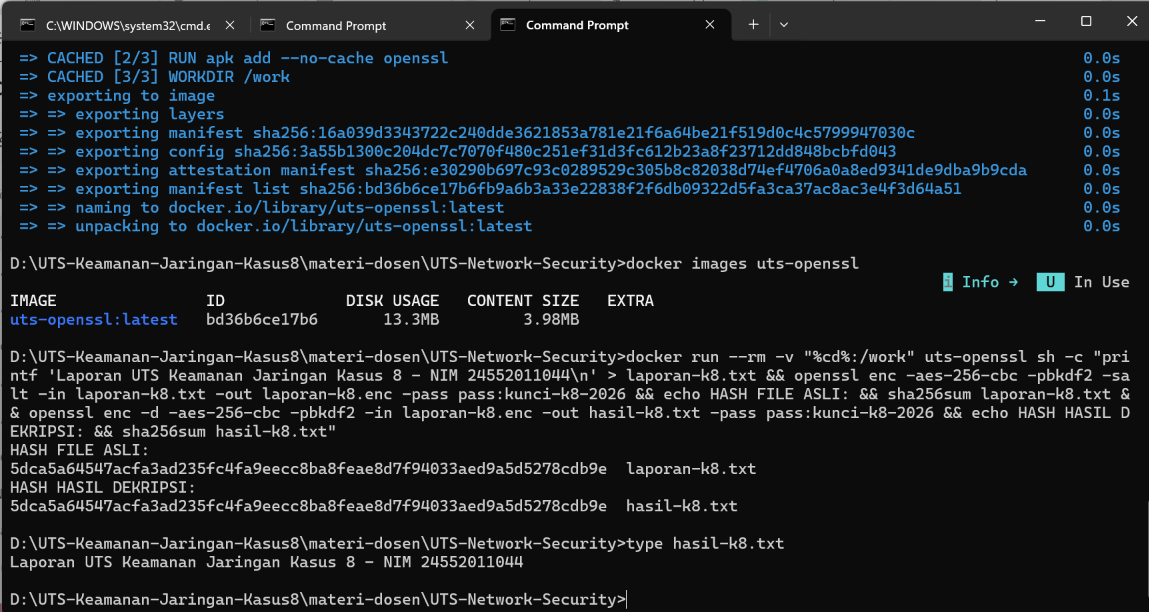 C:\WINDOWS\system32\cmd.e
Command Prompt
Command Prompt
=> CACHED [2/3] RUN apk add --no-cache openssl 0.0s
=> CACHED [3/3] WORKDIR /work 0.0s
=> exporting to image 0.1s
=> => exporting layers 0.0s
=> => exporting manifest sha256:16a039d3343722c240dde3621853a781e21f6a64be21f519d0c4c5799947030c 0.0s
=> => exporting config sha256:3a55b1300c204dc7c7070f480c251ef31d3fc612b23a8f23712dd848bcbfd043 0.0s
=> => exporting attestation manifest sha256:e30290b697c93c0289529c305b8c82038d74ef4706a0a8ed9341de9dba9b9cda 0.0s
=> => exporting manifest list sha256:bd36b6ce17b6fb9a6b3a33e22838f2f6db09322d5fa3ca37ac8ac3e4f3d64a51 0.0s
=> => naming to docker.io/library/uts-openssl:latest 0.0s
=> => unpacking to docker.io/library/uts-openssl:latest 0.0s
D:\UTS-Keamanan-Jaringan-Kasus8\materi-dosen\UTS-Network-Security>docker images uts-openssl
i Info → U In Use
IMAGE ID DISK USAGE CONTENT SIZE EXTRA
uts-openssl:latest bd36b6ce17b6 13.3MB 3.98MB
D:\UTS-Keamanan-Jaringan-Kasus8\materi-dosen\UTS-Network-Security>docker run --rm -v "%cd%:/work" uts-openssl sh -c "pri
ntf 'Laporan UTS Keamanan Jaringan Kasus 8 - NIM 24552011044\n' > laporan-k8.txt && openssl enc -aes-256-cbc -pbkdf2 -sa
lt -in laporan-k8.txt -out laporan-k8.enc -pass pass:kunci-k8-2026 && echo HASH FILE ASLI: && sha256sum laporan-k8.txt &
& openssl enc -d -aes-256-cbc -pbkdf2 -in laporan-k8.enc -out hasil-k8.txt -pass pass:kunci-k8-2026 && echo HASH HASIL D
EKRIPSI: && sha256sum hasil-k8.txt"
HASH FILE ASLI:
5dca5a64547acfa3ad235fc4fa9eecc8ba8feae8d7f94033aed9a5d5278cdb9e laporan-k8.txt
HASH HASIL DEKRIPSI:
5dca5a64547acfa3ad235fc4fa9eecc8ba8feae8d7f94033aed9a5d5278cdb9e hasil-k8.txt
D:\UTS-Keamanan-Jaringan-Kasus8\materi-dosen\UTS-Network-Security>type hasil-k8.txt
Laporan UTS Keamanan Jaringan Kasus 8 - NIM 24552011044
D:\UTS-Keamanan-Jaringan-Kasus8\materi-dosen\UTS-Network-Security>